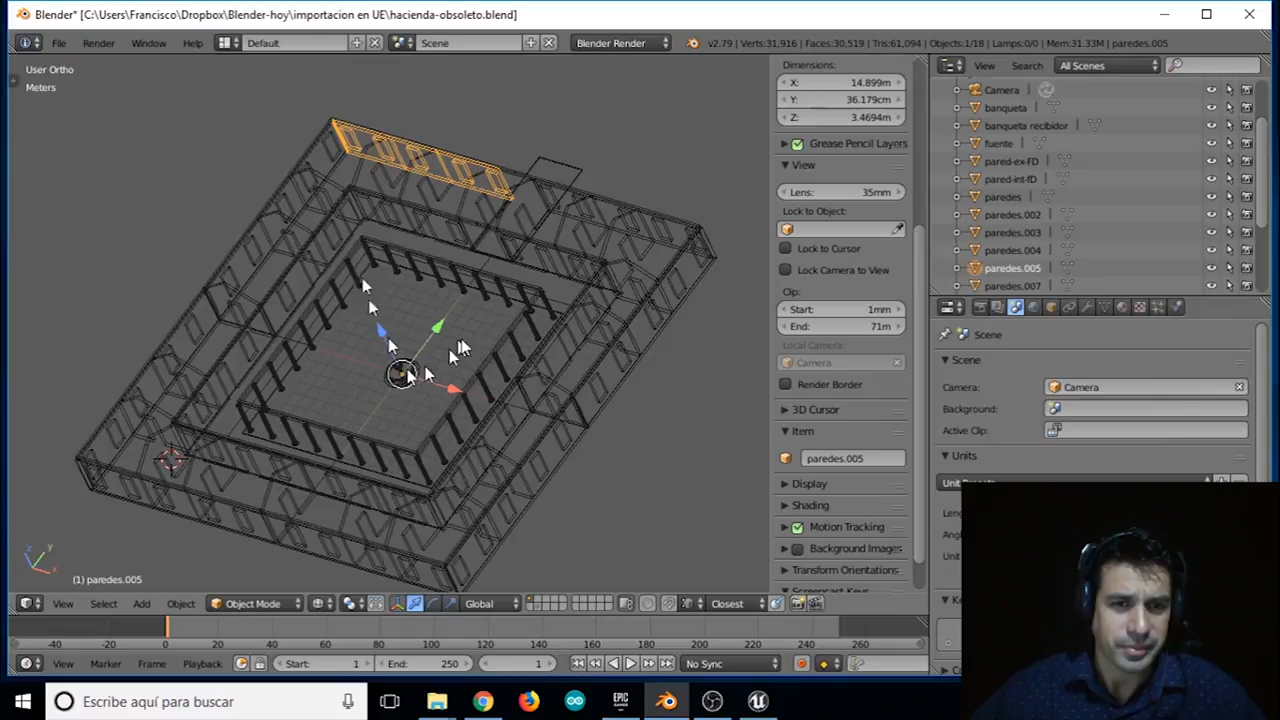 Blender* [C:\Users\Francisco\Dropbox\Blender-hoy\importacion en UE\hacienda-obsoleto.blend]
File Render Window Help Default Scene Blender Render v2.79 | Verts:31,916 | Faces:30,519 | Tris:61,094 | Objects:1/18 | Lamps:0/0 | Mem:31.33M | paredes.005
User Ortho
Meters
Dimensions:
X: 14.899m
Y: 36.179cm
Z: 3.4694m
Grease Pencil Layers
View
Lens: 35mm
Lock to Object:
Lock to Cursor
Lock Camera to View
Clip:
Start: 1mm
End: 71m
Local Camera:
Camera
Render Border
3D Cursor
Item
paredes.005
Display
Shading
Motion Tracking
Background Images
Transform Orientations
View Search All Scenes
Camera
banqueta
banqueta recibidor
fuente
pared-ex-FD
pared-int-fD
paredes
paredes.002
paredes.003
paredes.004
paredes.005
paredes.007
Scene
Scene
Camera: Camera
Background:
Active Clip:
Units
(1) paredes.005
View Select Add Object Object Mode Global Closest
-40 -20 0 20 40 60 80 100 120 140 160 180 200 220 240 260
View Marker Frame Playback Start: 1 End: 250 1 No Sync
Escribe aquí para buscar
EPIC
GAMES